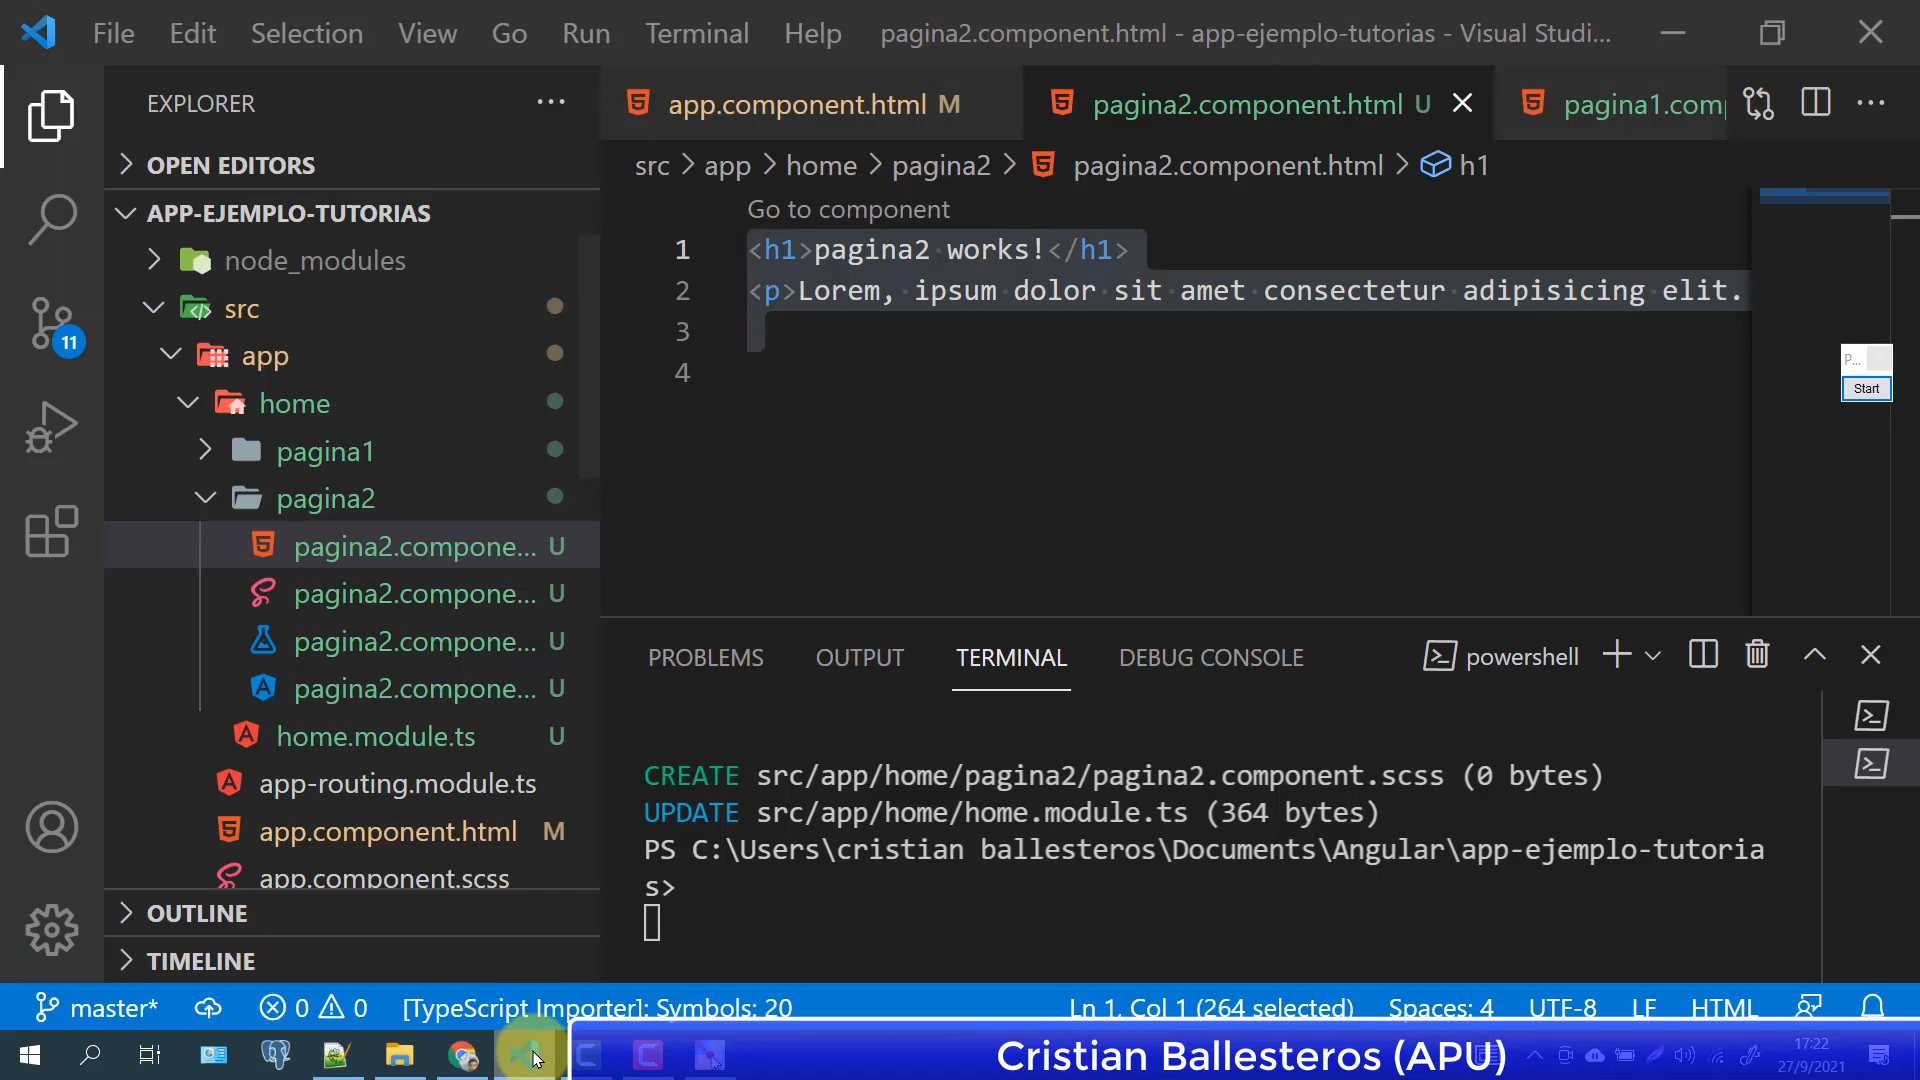 File Edit Selection View Go Run Terminal Help pagina2.component.html - app-ejemplo-tutorias - Visual Studi...
EXPLORER
OPEN EDITORS
APP-EJEMPLO-TUTORIAS
node_modules
src
app
home
pagina1
pagina2
pagina2.compone... U
pagina2.compone... U
pagina2.compone... U
pagina2.compone... U
home.module.ts U
app-routing.module.ts
app.component.html M
app.component.scss
OUTLINE
TIMELINE
11
app.component.html M pagina2.component.html U pagina1.comp
src > app > home > pagina2 > pagina2.component.html > h1
Go to component
1 <h1>pagina2 works!</h1>
2 <p>Lorem, ipsum dolor sit amet consectetur adipisicing elit.
3
4
P...
Start
PROBLEMS OUTPUT TERMINAL DEBUG CONSOLE powershell
CREATE src/app/home/pagina2/pagina2.component.scss (0 bytes)
UPDATE src/app/home/home.module.ts (364 bytes)
PS C:\Users\cristian ballesteros\Documents\Angular\app-ejemplo-tutoria
s>
master* 0 0 [TypeScript Importer]: Symbols: 20 Ln 1, Col 1 (264 selected) Spaces: 4 UTF-8 LF HTML
Cristian Ballesteros (APU)
17:22
27/9/2021